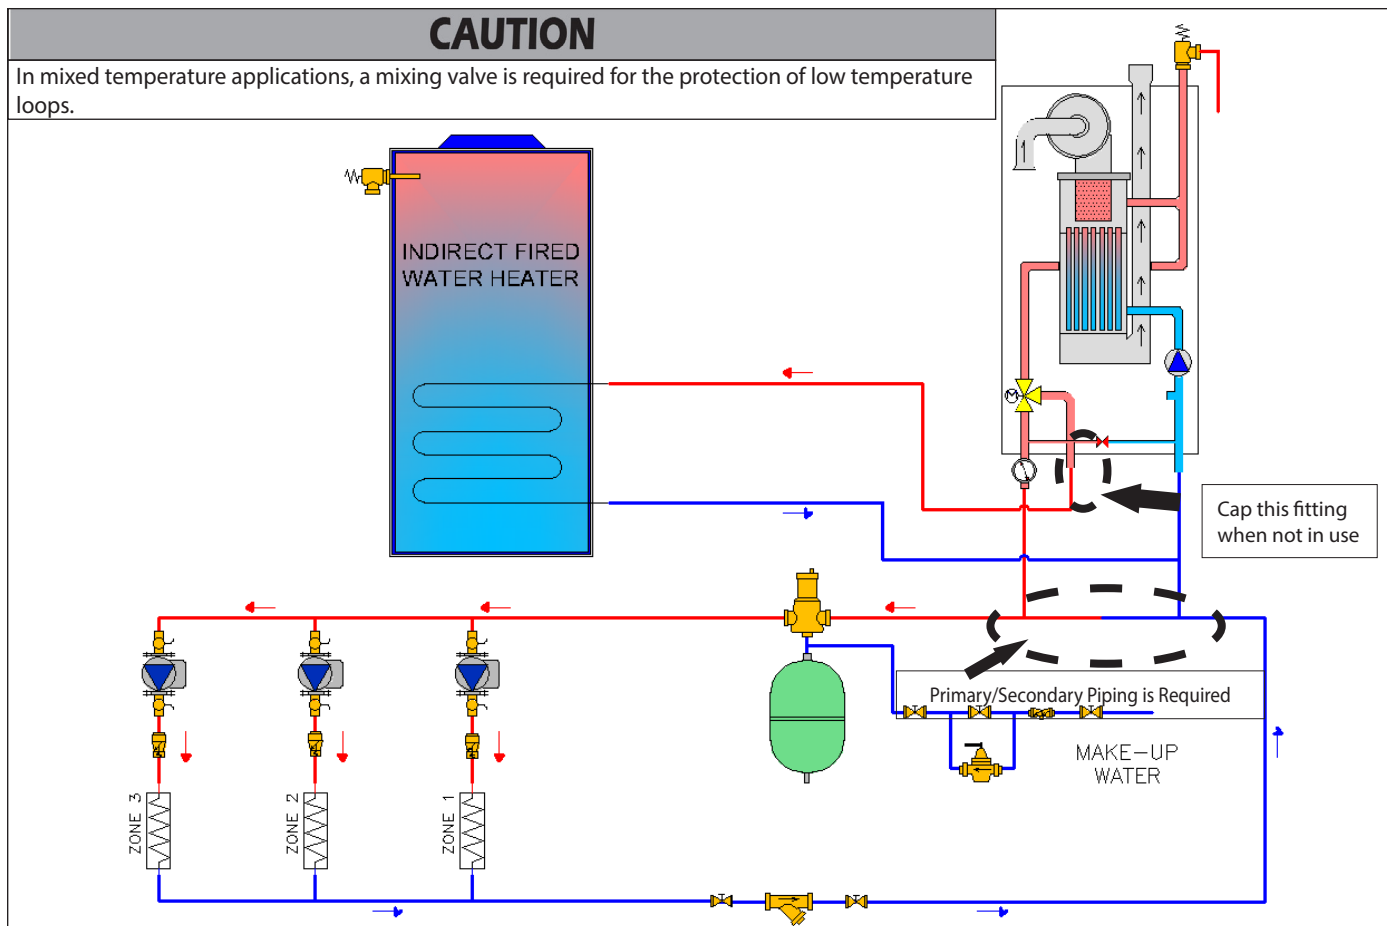 CAUTION
In mixed temperature applications, a mixing valve is required for the protection of low temperature
loops.
INDIRECT FIRED
WATER HEATER
M
Cap this fitting
when not in use
Primary/Secondary Piping is Required
MAKE-UP
WATER
ZONE 3
ZONE 2
ZONE 1